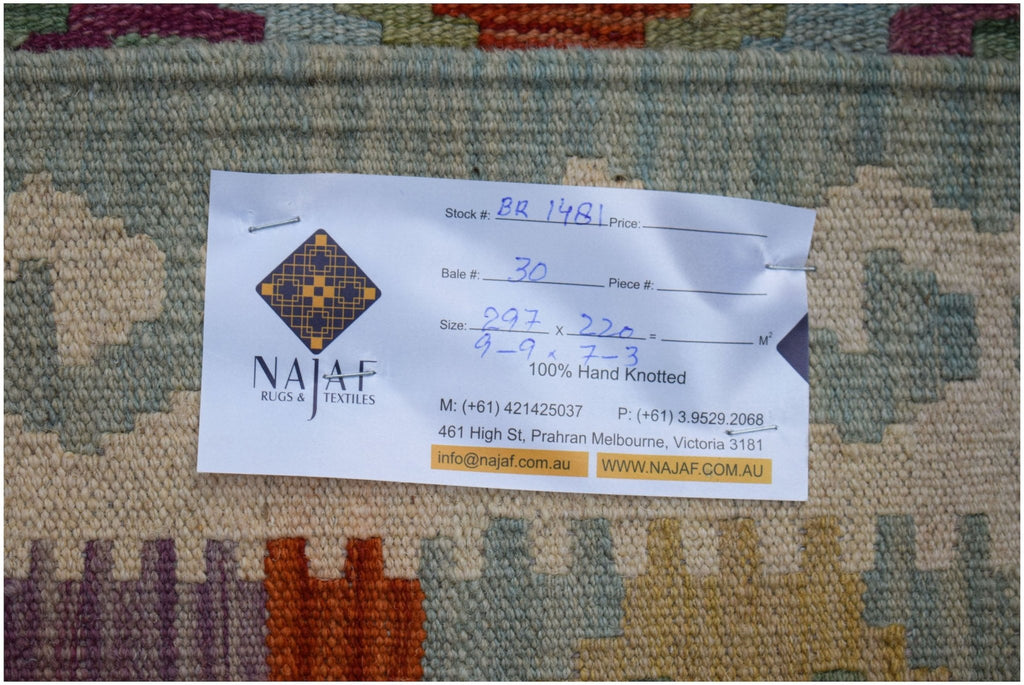 Stock #: BR 1481 Price:
Bale #: 30 Piece #:
Size: 297 x 220 = M²
9-9 x 7-3
100% Hand Knotted
NAJAF
RUGS & TEXTILES
M: (+61) 421425037 P: (+61) 3.9529.2068
461 High St, Prahran Melbourne, Victoria 3181
info@najaf.com.au WWW.NAJAF.COM.AU